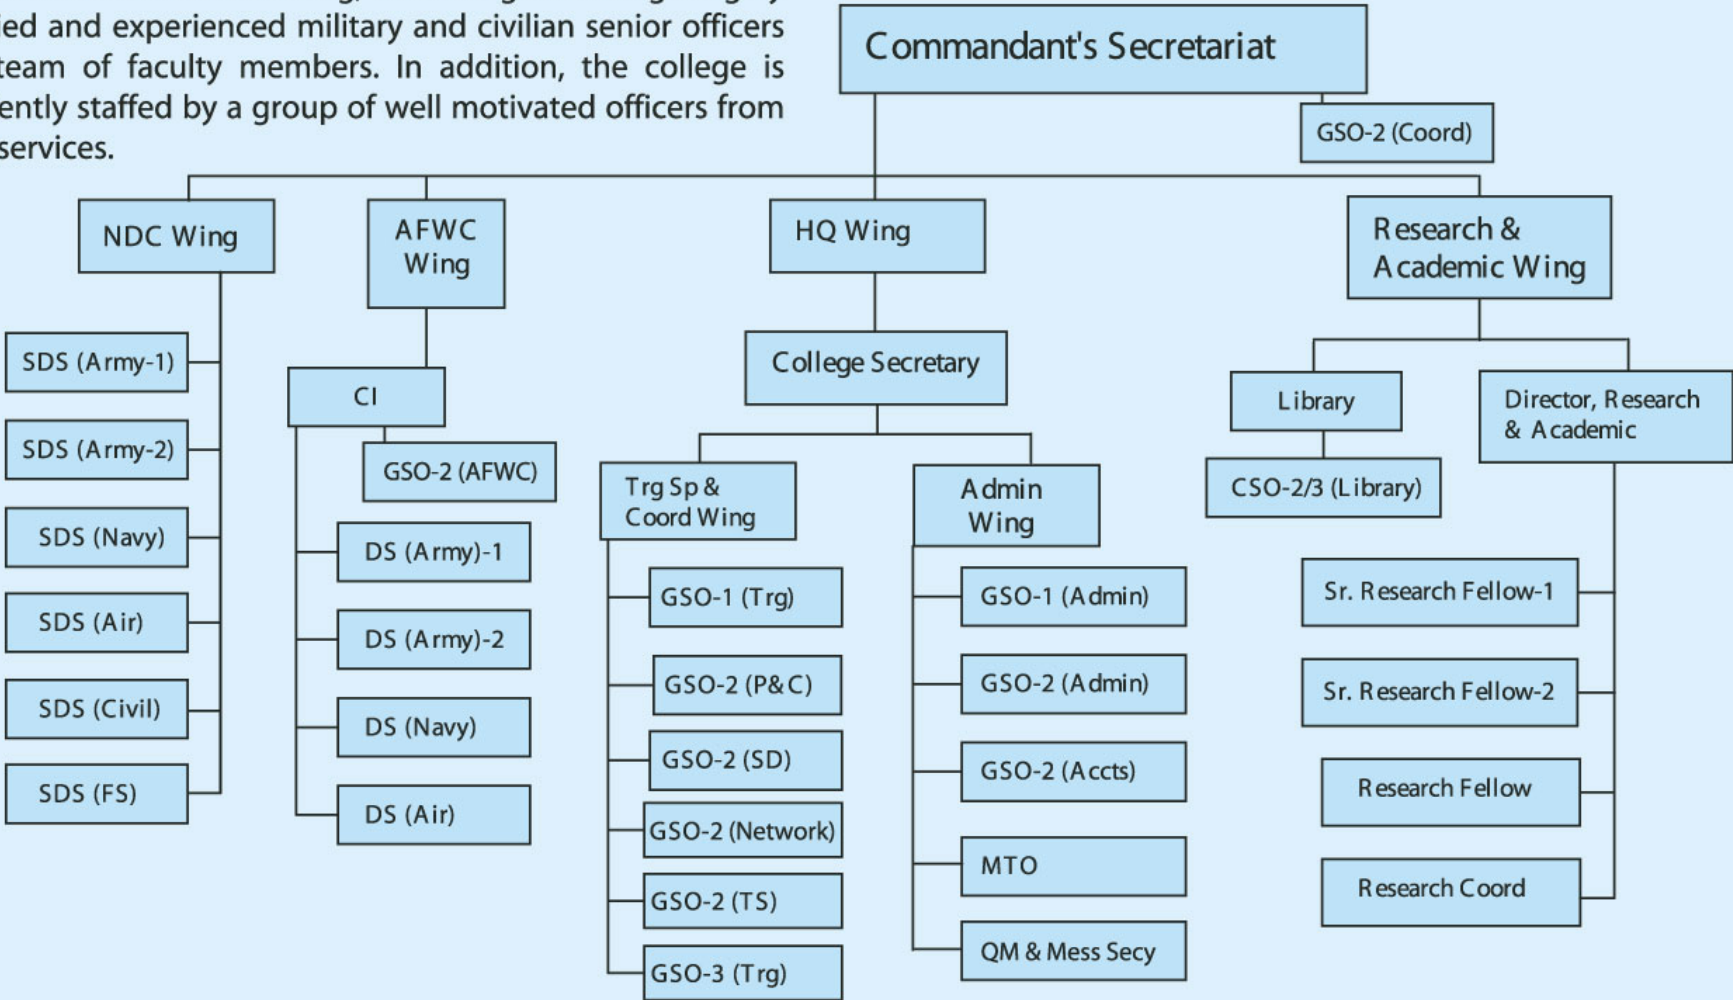 ied and experienced military and civilian senior officers
team of faculty members. In addition, the college is
ently staffed by a group of well motivated officers from
services.
Commandant's Secretariat
GSO-2 (Coord)
NDC Wing
SDS (Army-1)
SDS (Army-2)
SDS (Navy)
SDS (Air)
SDS (Civil)
SDS (FS)
AFWC
Wing
CI
GSO-2 (AFWC)
DS (Army)-1
DS (Army)-2
DS (Navy)
DS (Air)
HQ Wing
College Secretary
Trg Sp &
Coord Wing
GSO-1 (Trg)
GSO-2 (P&C)
GSO-2 (SD)
GSO-2 (Network)
GSO-2 (TS)
GSO-3 (Trg)
Admin
Wing
GSO-1 (Admin)
GSO-2 (Admin)
GSO-2 (Accts)
MTO
QM & Mess Secy
Research &
Academic Wing
Library
CSO-2/3 (Library)
Director, Research
& Academic
Sr. Research Fellow-1
Sr. Research Fellow-2
Research Fellow
Research Coord